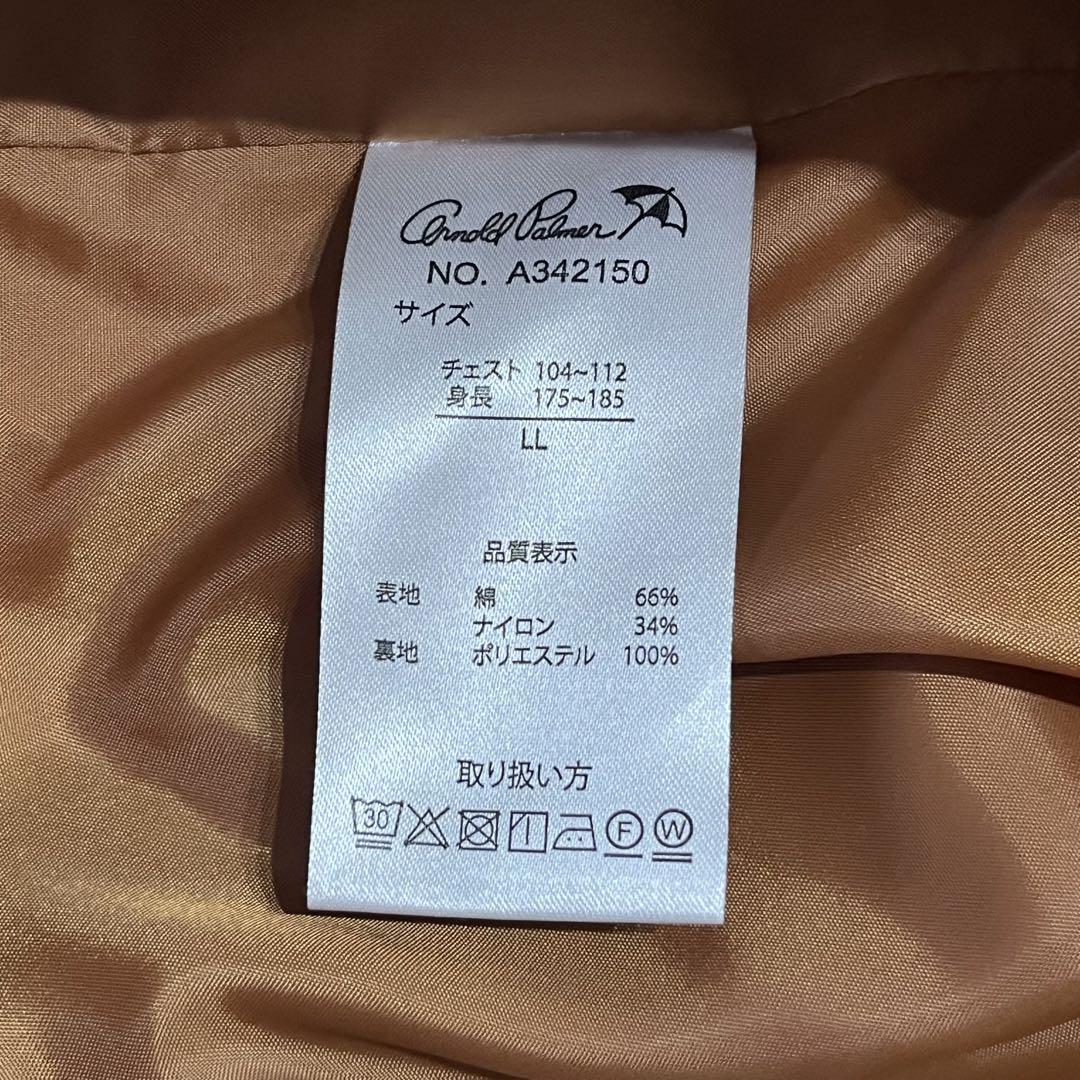 Arnold Palmer
NO. A342150
サイズ
チェスト 104~112
身長 175~185
LL
品質表示
表地 綿 66%
ナイロン 34%
裏地 ポリエステル 100%
取り扱い方
30 F W